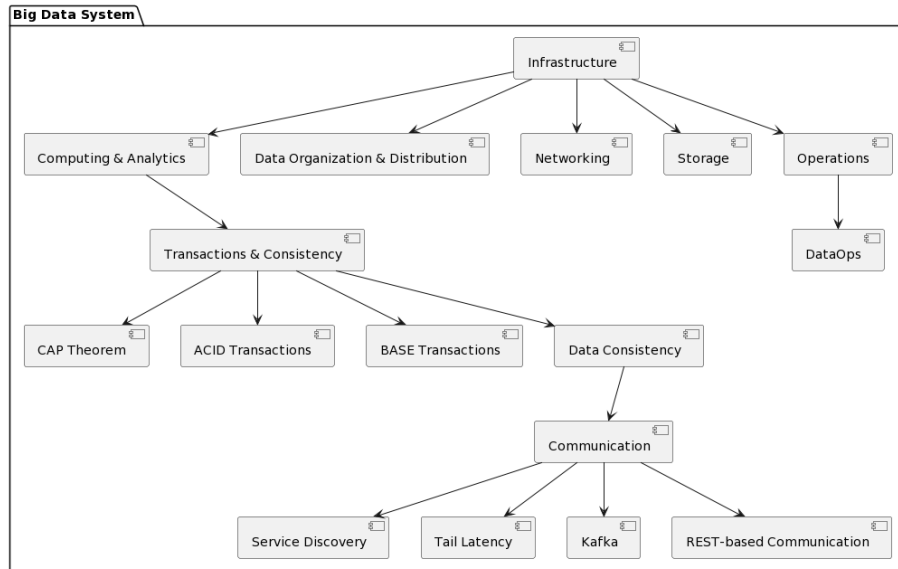 Big Data System
Infrastructure
Computing & Analytics
Data Organization & Distribution
Networking
Storage
Operations
Transactions & Consistency
DataOps
CAP Theorem
ACID Transactions
BASE Transactions
Data Consistency
Communication
Service Discovery
Tail Latency
Kafka
REST-based Communication